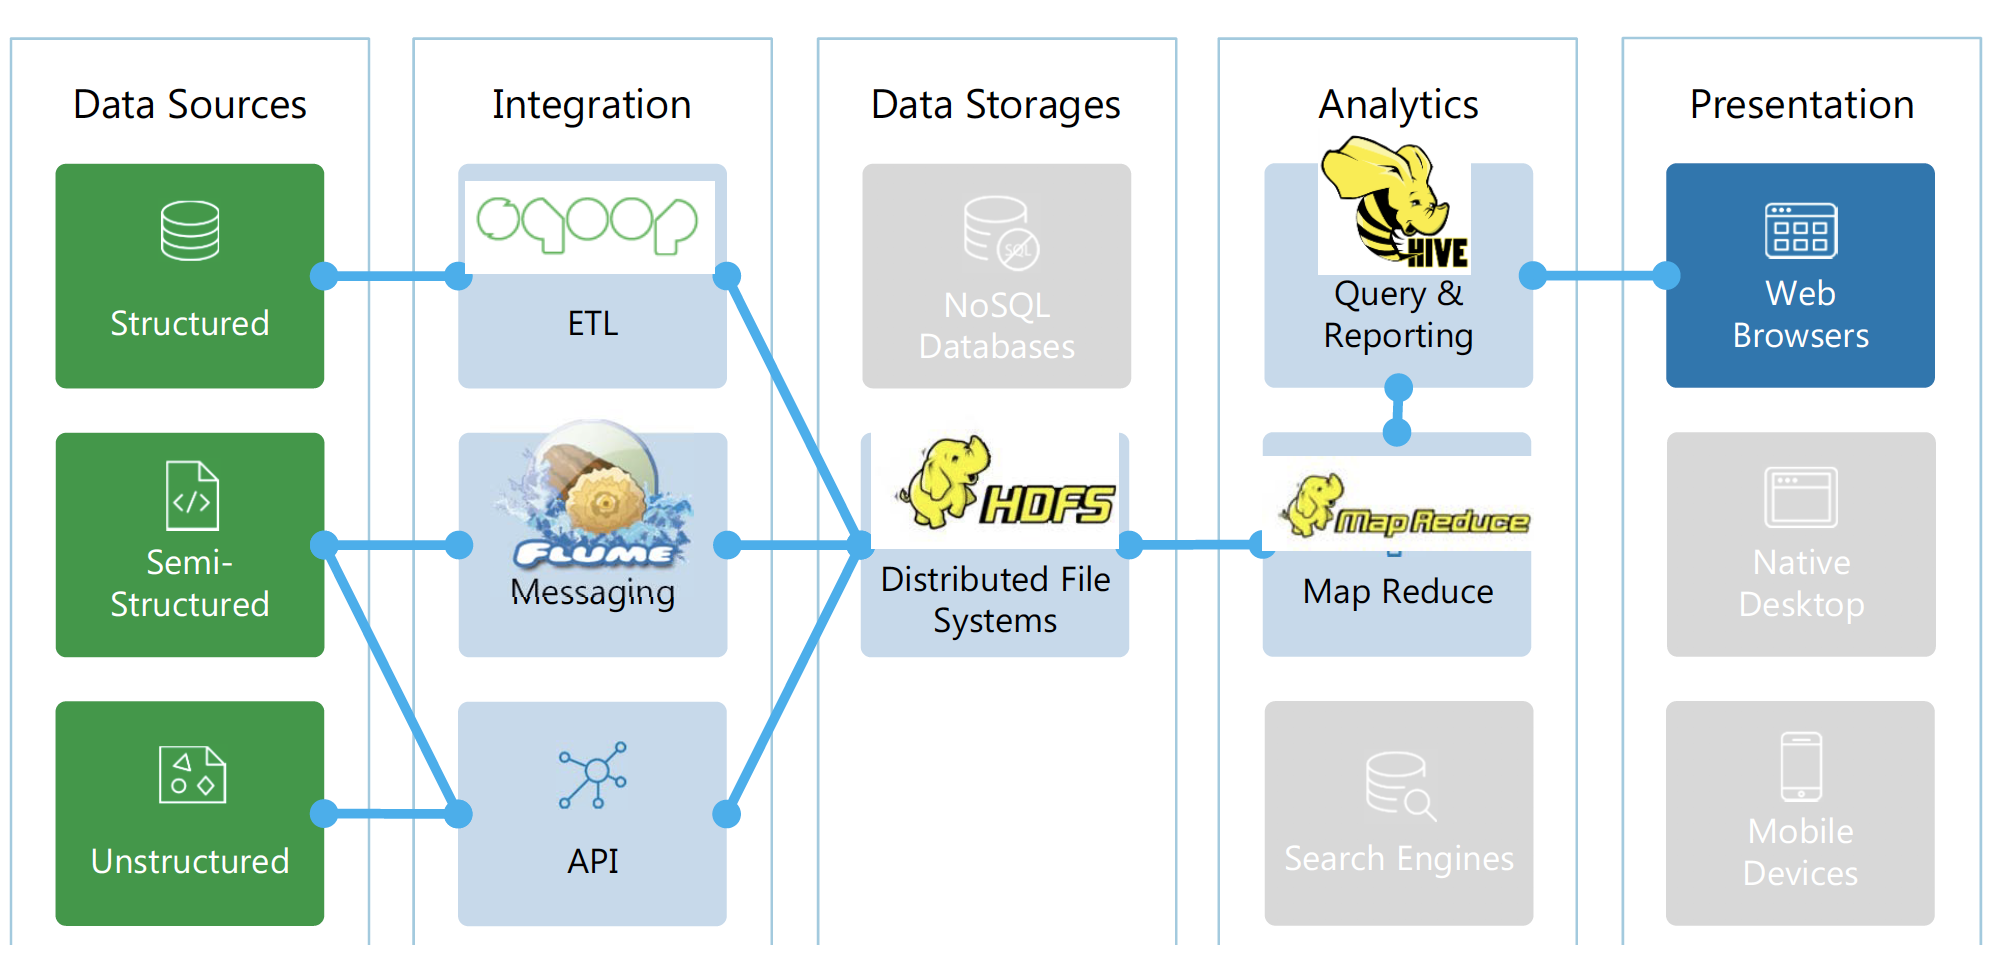 Data Sources
Integration
Data Storages
Analytics
Presentation
Structured
sqoop
ETL
SQL
NoSQL
Databases
HIVE
Query &
Reporting
Web
Browsers
</>
Semi-
Structured
FLUME
Messaging
HDFS
Distributed File
Systems
Map Reduce
Map Reduce
Native
Desktop
Unstructured
API
Search Engines
Mobile
Devices